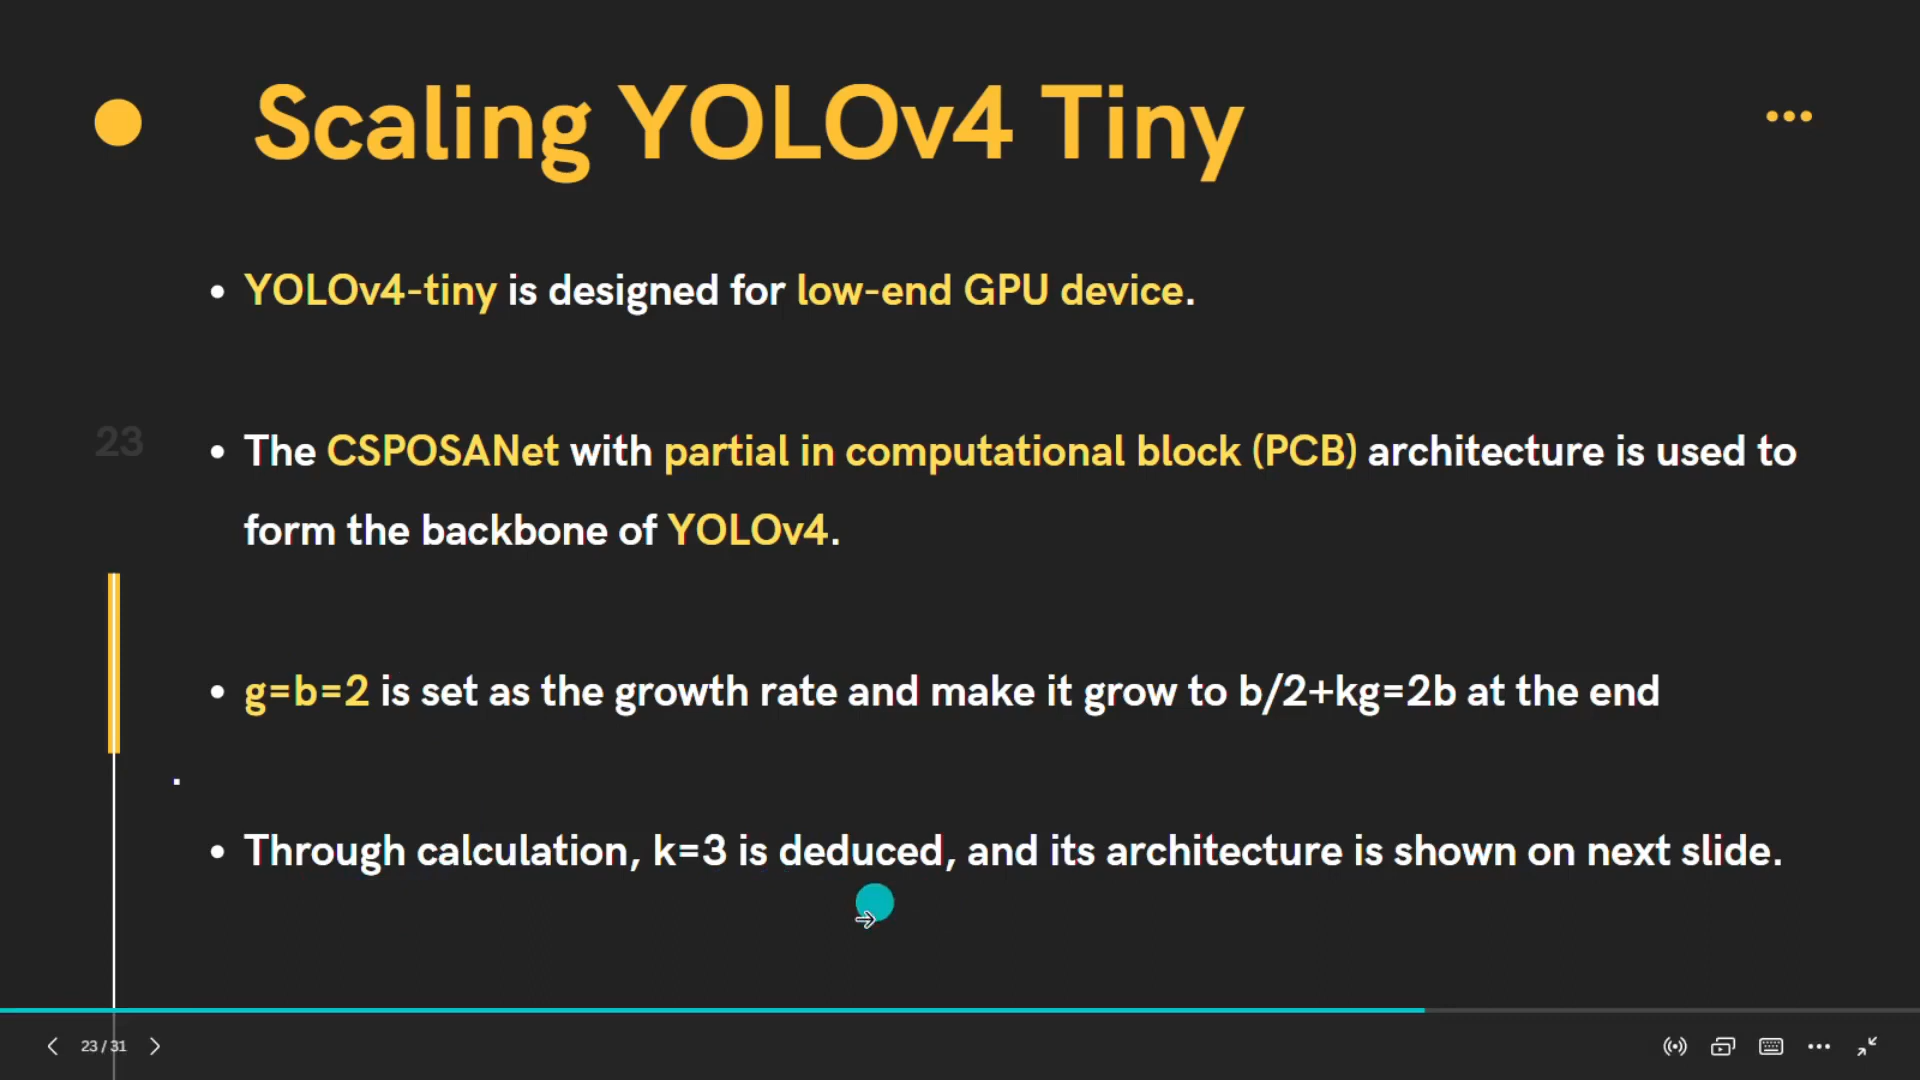 Scaling YOLOv4 Tiny
• YOLOv4-tiny is designed for low-end GPU device.
23
• The CSPOSANet with partial in computational block (PCB) architecture is used to
form the backbone of YOLOv4.
• g=b=2 is set as the growth rate and make it grow to b/2+kg=2b at the end
.
• Through calculation, k=3 is deduced, and its architecture is shown on next slide.
23 / 31